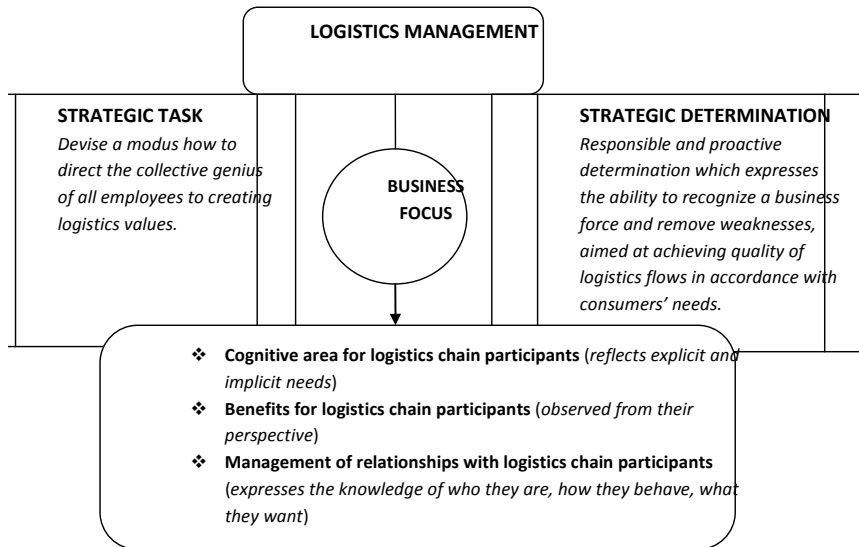 LOGISTICS MANAGEMENT
STRATEGIC TASK
Devise a modus how to
direct the collective genius
of all employees to creating
logistics values.
BUSINESS
FOCUS
STRATEGIC DETERMINATION
Responsible and proactive
determination which expresses
the ability to recognize a business
force and remove weaknesses,
aimed at achieving quality of
logistics flows in accordance with
consumers’ needs.
❖ Cognitive area for logistics chain participants (reflects explicit and
implicit needs)
❖ Benefits for logistics chain participants (observed from their
perspective)
❖ Management of relationships with logistics chain participants
(expresses the knowledge of who they are, how they behave, what
they want)